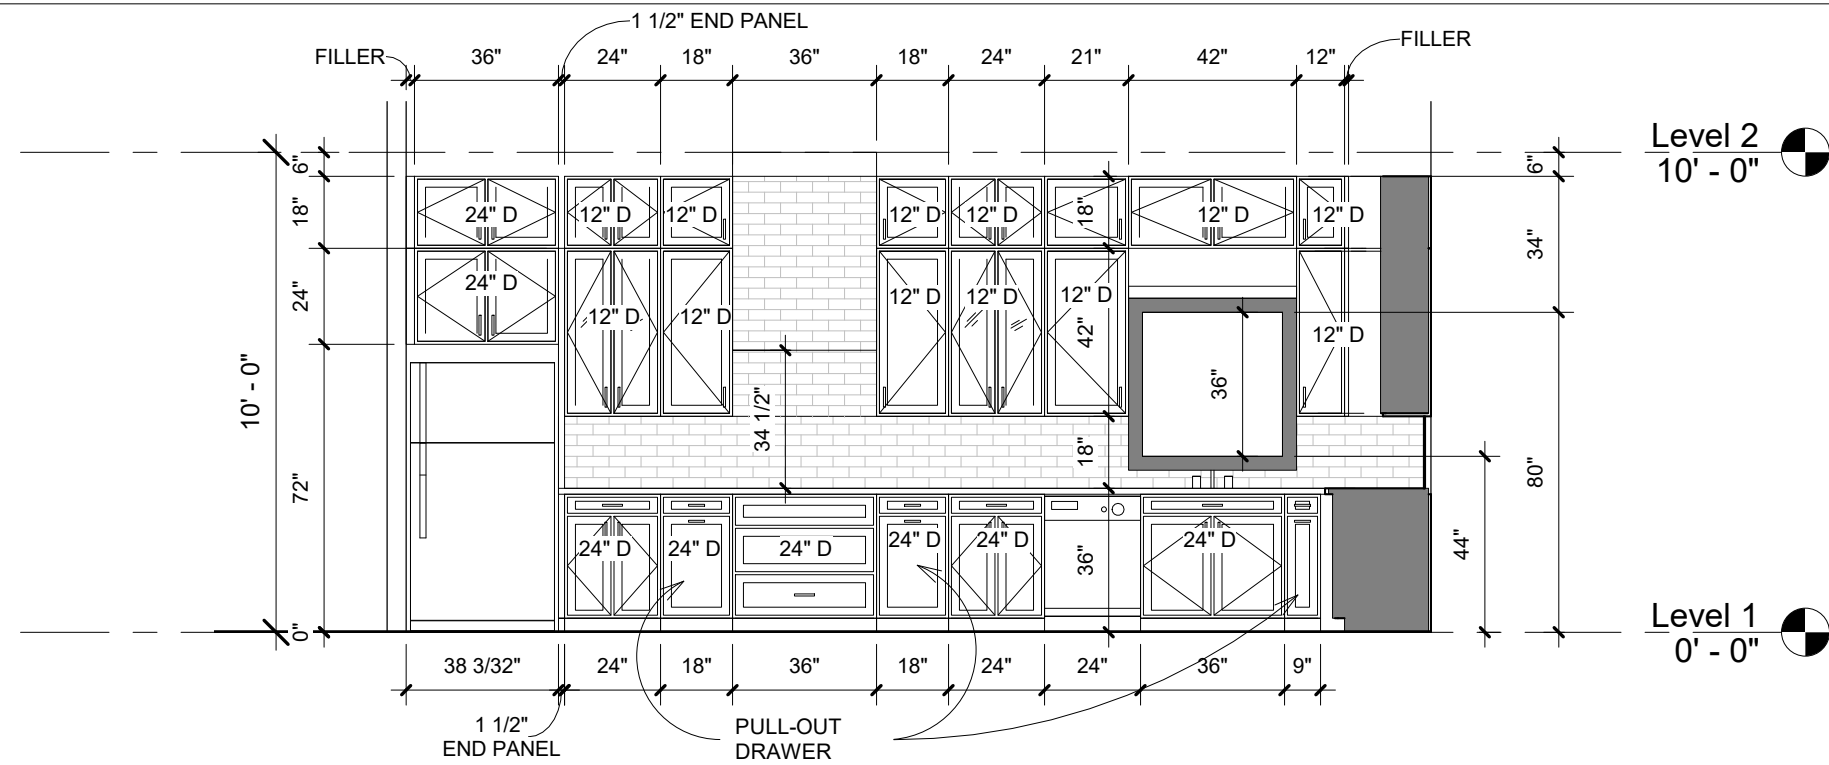 1 1/2" END PANEL
FILLER 36" 24" 18" 36" 18" 24" 21" 42" 12" FILLER
Level 2
10' - 0"
6" 6"
18" 24" D 12" D 12" D 12" D 12" D 18" 12" D 12" D
34"
24" 24" D 12" D 12" D 12" D 12" D 12" D 42" 12" D
10' - 0"
36"
34 1/2"
18"
72" 80"
44"
24" D 24" D 24" D 24" D 24" D 36" 24" D
0"
Level 1
0' - 0"
38 3/32" 24" 18" 36" 18" 24" 24" 36" 9"
1 1/2"
END PANEL
PULL-OUT
DRAWER